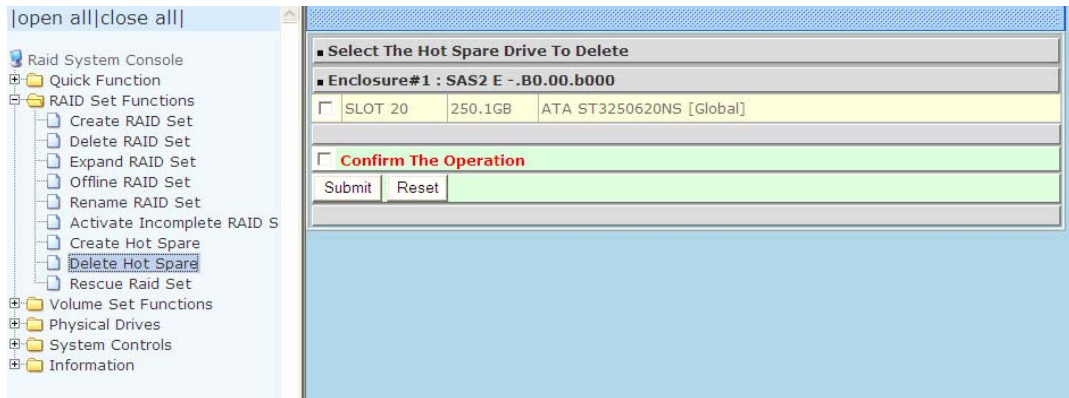 |open all|close all|
Raid System Console
Quick Function
RAID Set Functions
Create RAID Set
Delete RAID Set
Expand RAID Set
Offline RAID Set
Rename RAID Set
Activate Incomplete RAID S
Create Hot Spare
Delete Hot Spare
Rescue Raid Set
Volume Set Functions
Physical Drives
System Controls
Information
Select The Hot Spare Drive To Delete
Enclosure#1 : SAS2 E -.B0.00.b000
SLOT 20 250.1GB ATA ST3250620NS [Global]
Confirm The Operation
Submit Reset